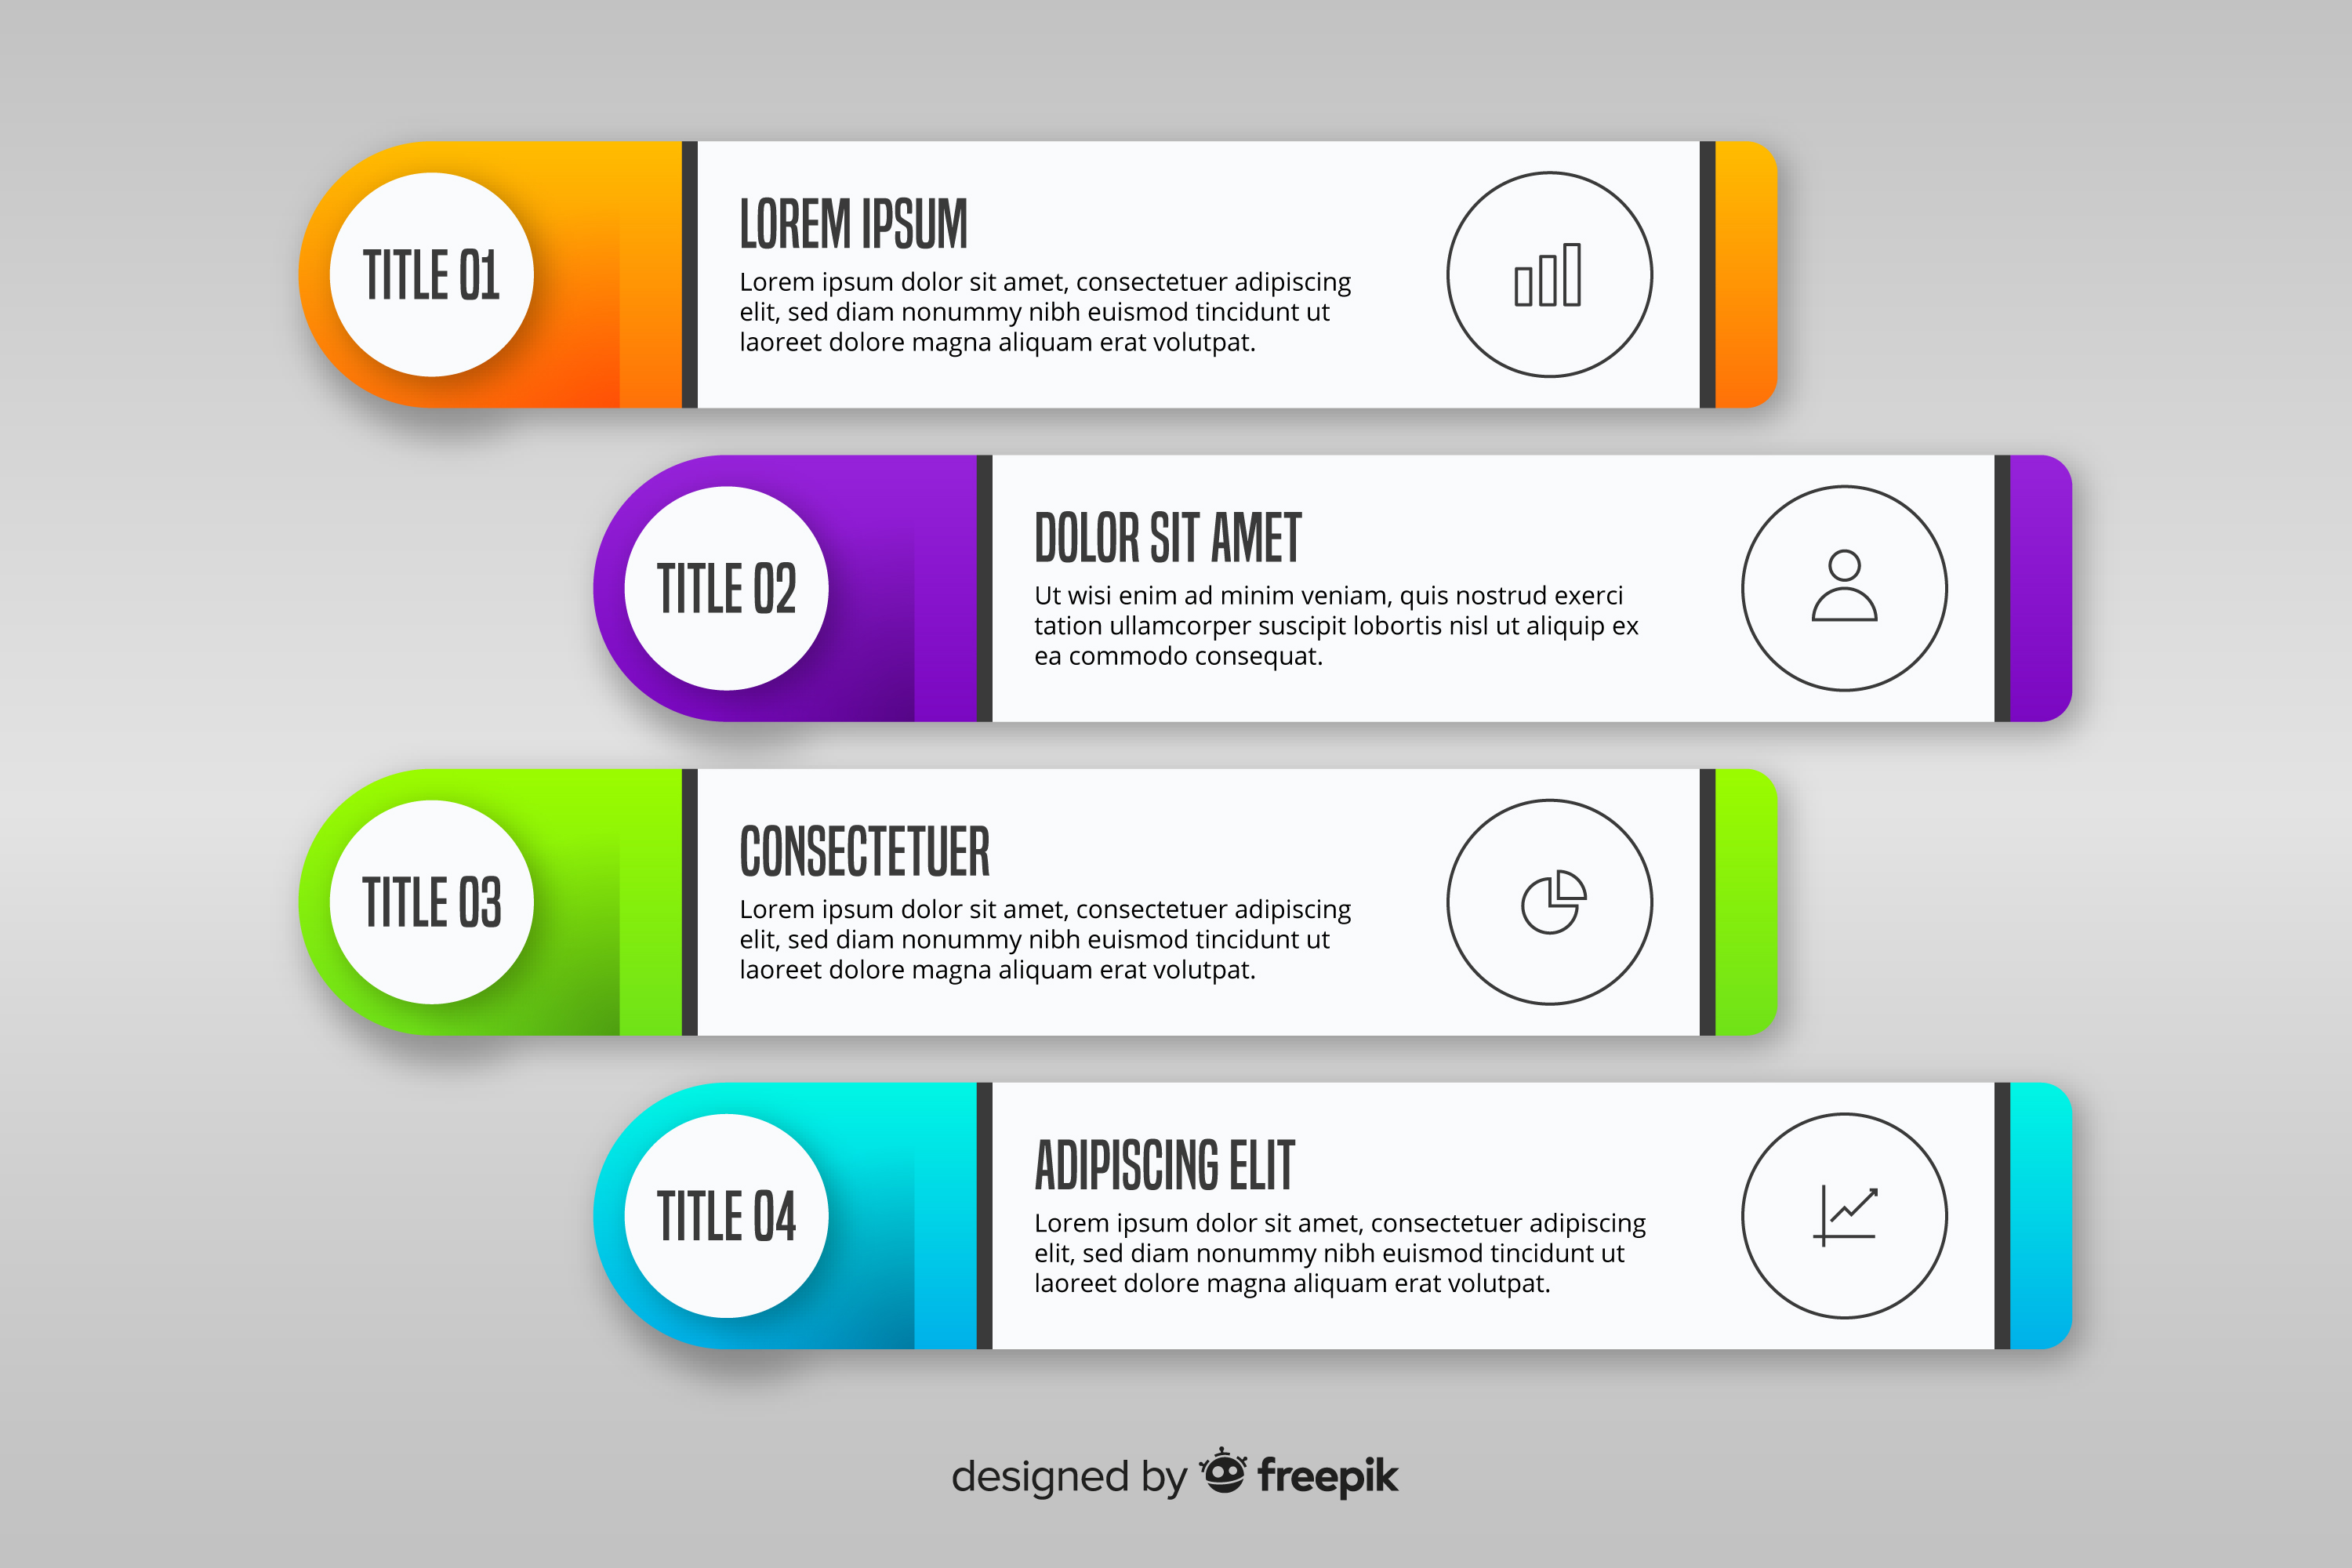 TITLE 01
LOREM IPSUM
Lorem ipsum dolor sit amet, consectetuer adipiscing
elit, sed diam nonummy nibh euismod tincidunt ut
laoreet dolore magna aliquam erat volutpat.
TITLE 02
DOLOR SIT AMET
Ut wisi enim ad minim veniam, quis nostrud exerci
tation ullamcorper suscipit lobortis nisl ut aliquip ex
ea commodo consequat.
TITLE 03
CONSECTETUER
Lorem ipsum dolor sit amet, consectetuer adipiscing
elit, sed diam nonummy nibh euismod tincidunt ut
laoreet dolore magna aliquam erat volutpat.
TITLE 04
ADIPISCING ELIT
Lorem ipsum dolor sit amet, consectetuer adipiscing
elit, sed diam nonummy nibh euismod tincidunt ut
laoreet dolore magna aliquam erat volutpat.
designed by freepik